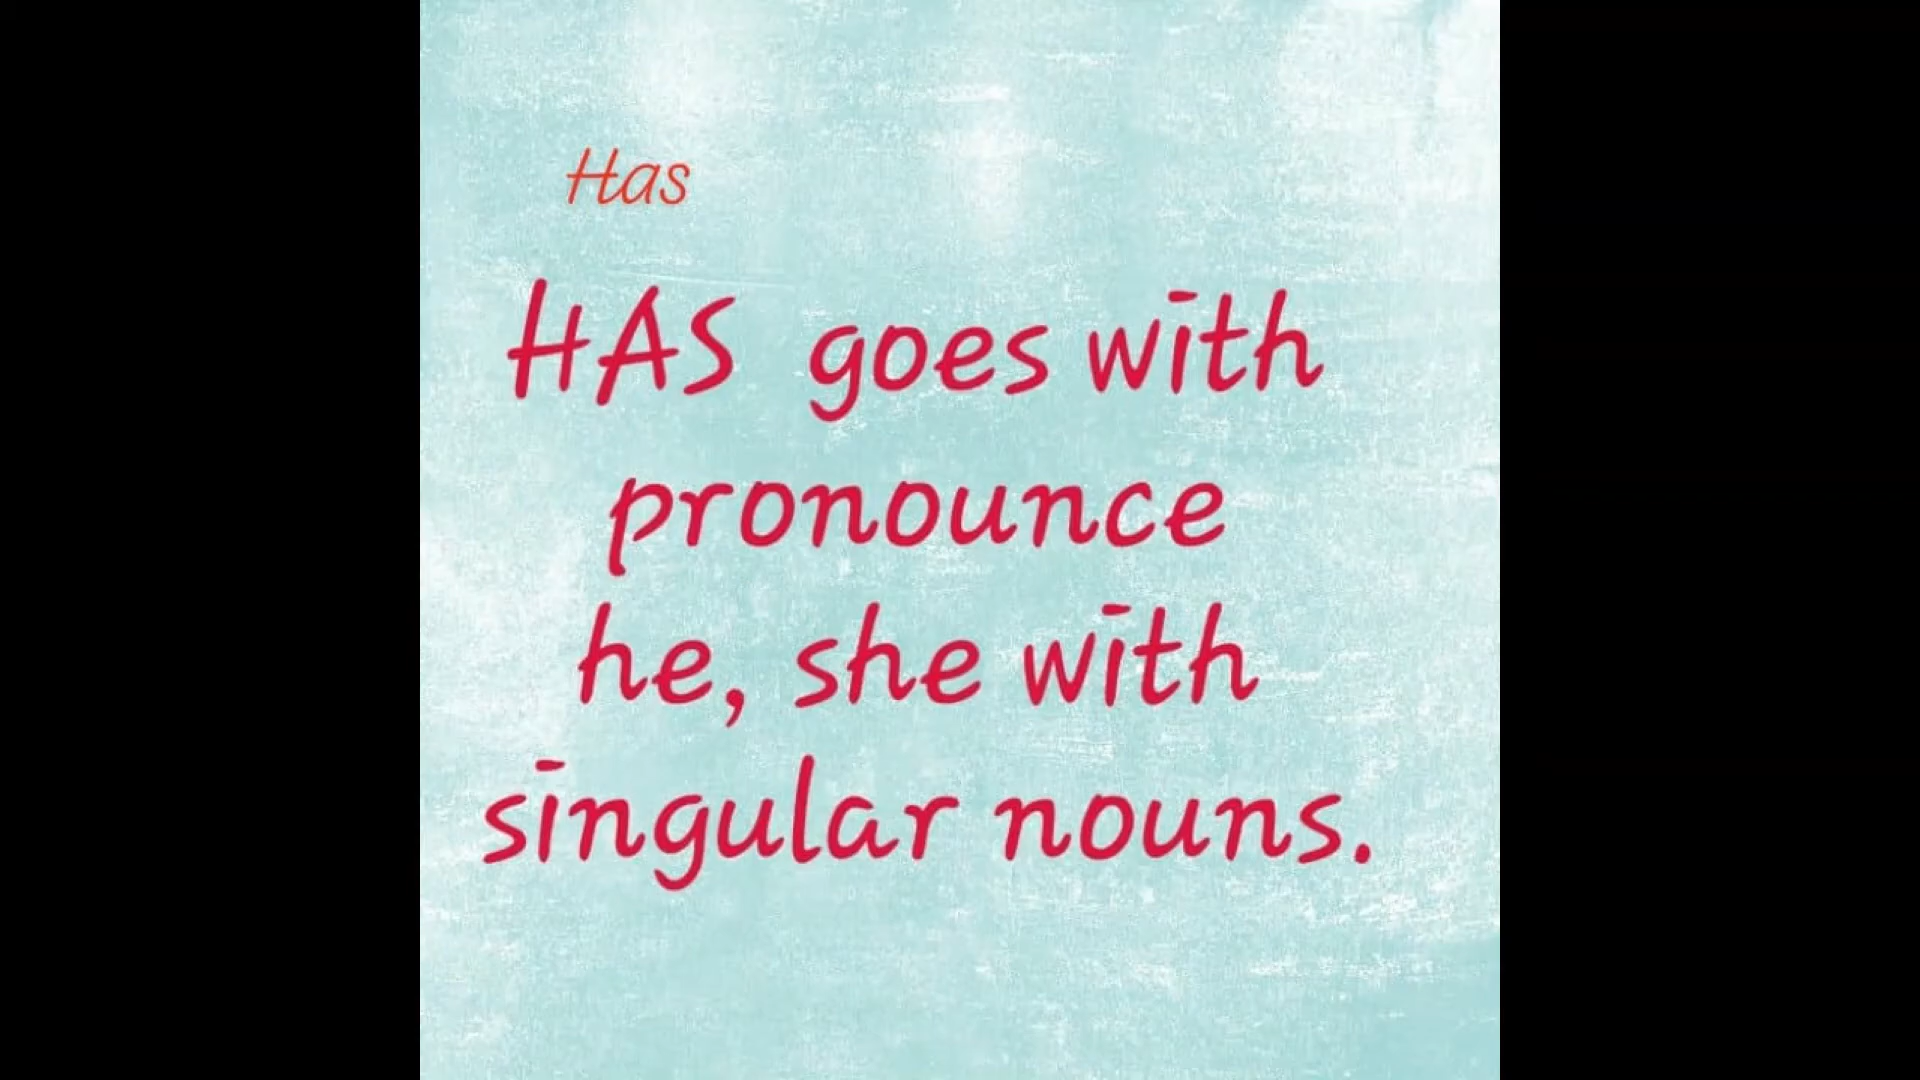 Has
HAS goes with
pronounce
he, she with
singular nouns.